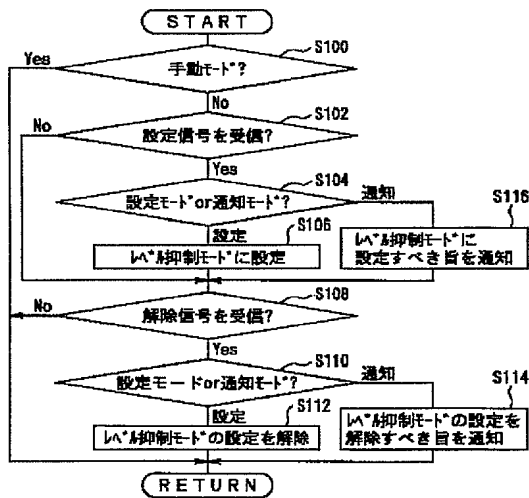 START
S100
Yes
手動ﾓｰﾄﾞ?
No
S102
No
設定信号を受信?
Yes
S104
設定ﾓｰﾄﾞor通知ﾓｰﾄﾞ?
通知
S116
設定
S106
ﾚﾍﾞﾙ抑制ﾓｰﾄﾞに設定
ﾚﾍﾞﾙ抑制ﾓｰﾄﾞに
設定すべき旨を通知
S108
No
解除信号を受信?
Yes
S110
設定モードor通知ﾓｰﾄﾞ?
通知
S114
設定
S112
ﾚﾍﾞﾙ抑制ﾓｰﾄﾞの設定を解除
ﾚﾍﾞﾙ抑制ﾓｰﾄﾞの設定を
解除すべき旨を通知
RETURN